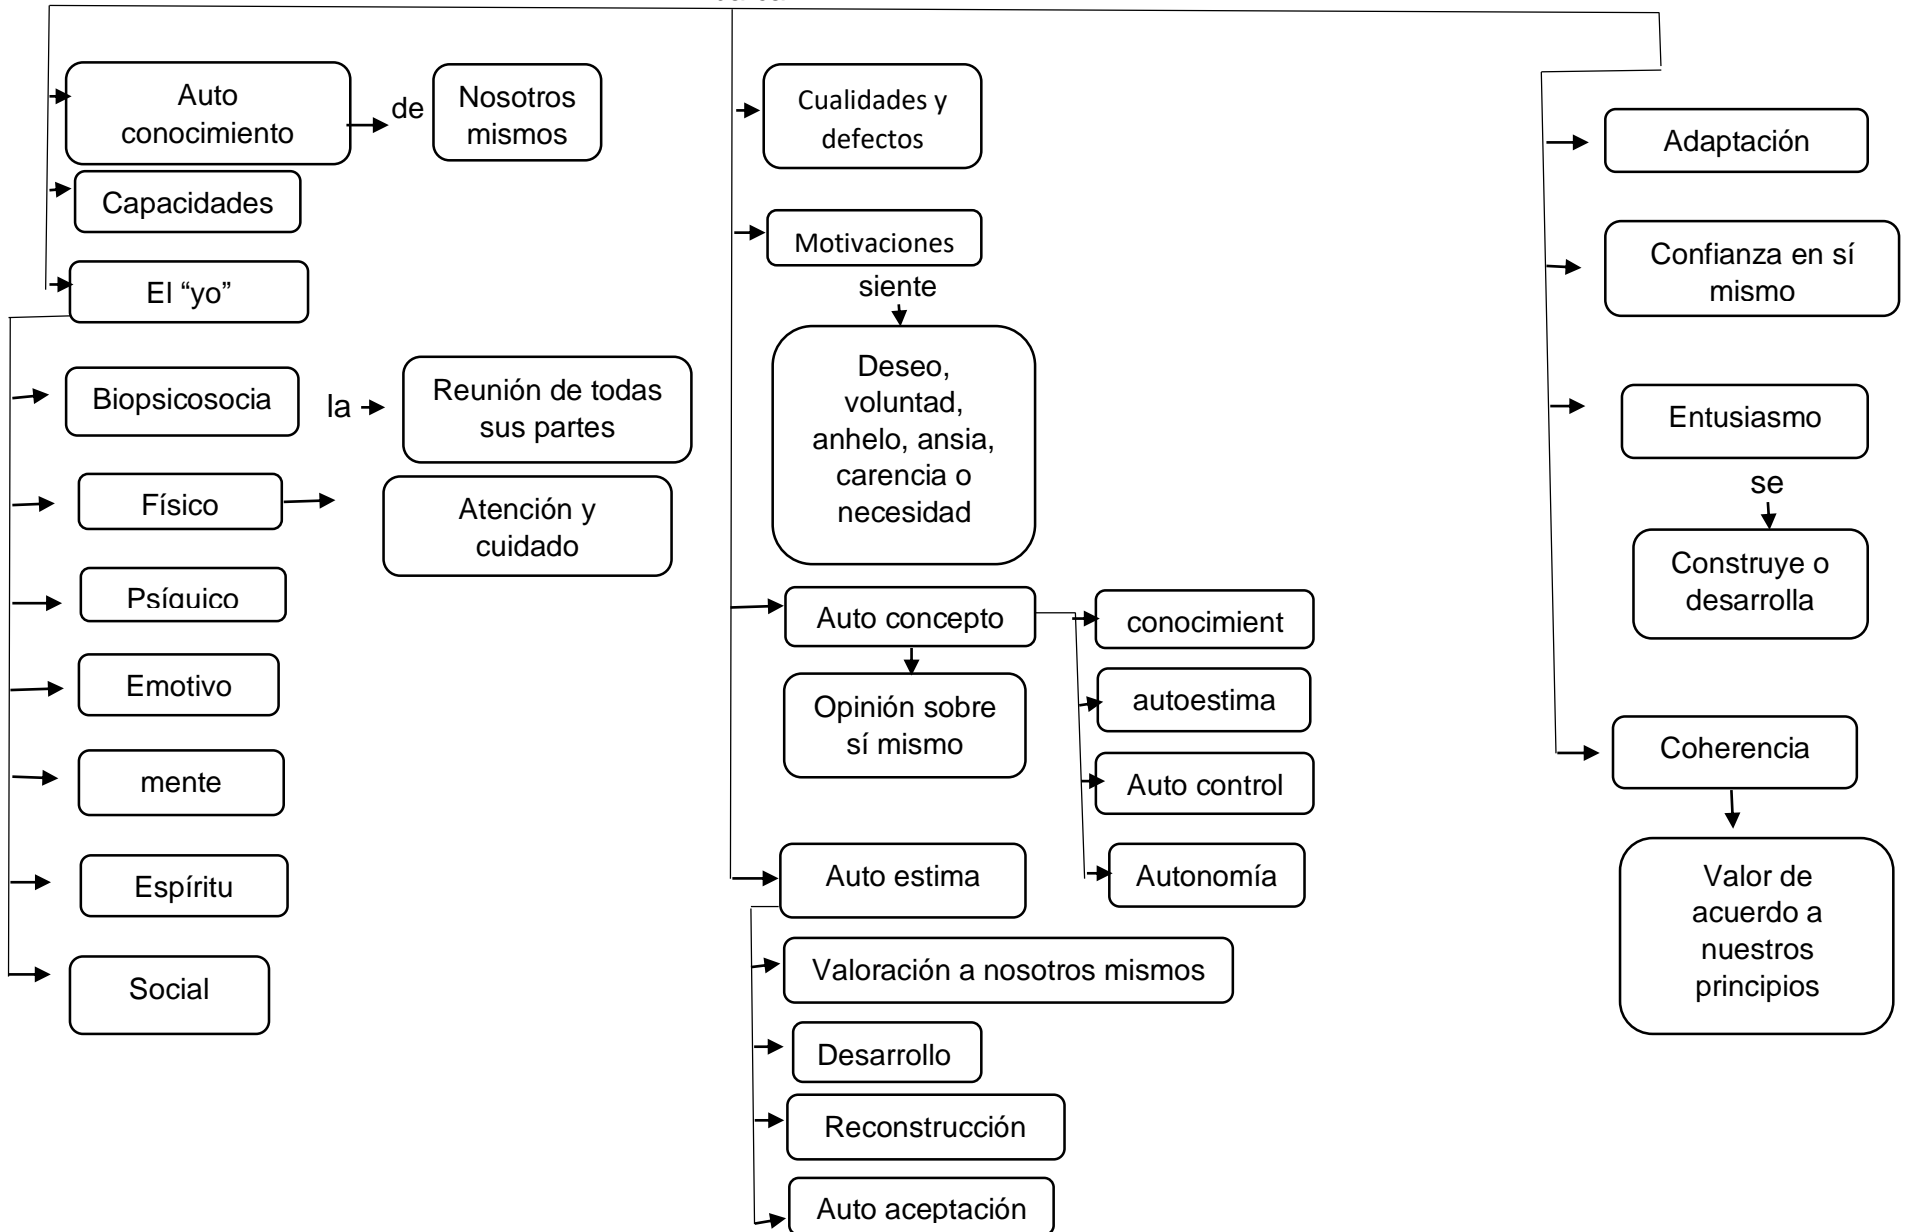 Auto
conocimiento
de
Nosotros
mismos
Capacidades
El “yo”
Biopsicosocia
la
Reunión de todas
sus partes
Físico
Atención y
cuidado
Psíquico
Emotivo
mente
Espíritu
Social
Cualidades y
defectos
Motivaciones
siente
Deseo,
voluntad,
anhelo, ansia,
carencia o
necesidad
Auto concepto
Opinión sobre
sí mismo
conocimient
autoestima
Auto control
Autonomía
Auto estima
Valoración a nosotros mismos
Desarrollo
Reconstrucción
Auto aceptación
Adaptación
Confianza en sí
mismo
Entusiasmo
se
Construye o
desarrolla
Coherencia
Valor de
acuerdo a
nuestros
principios